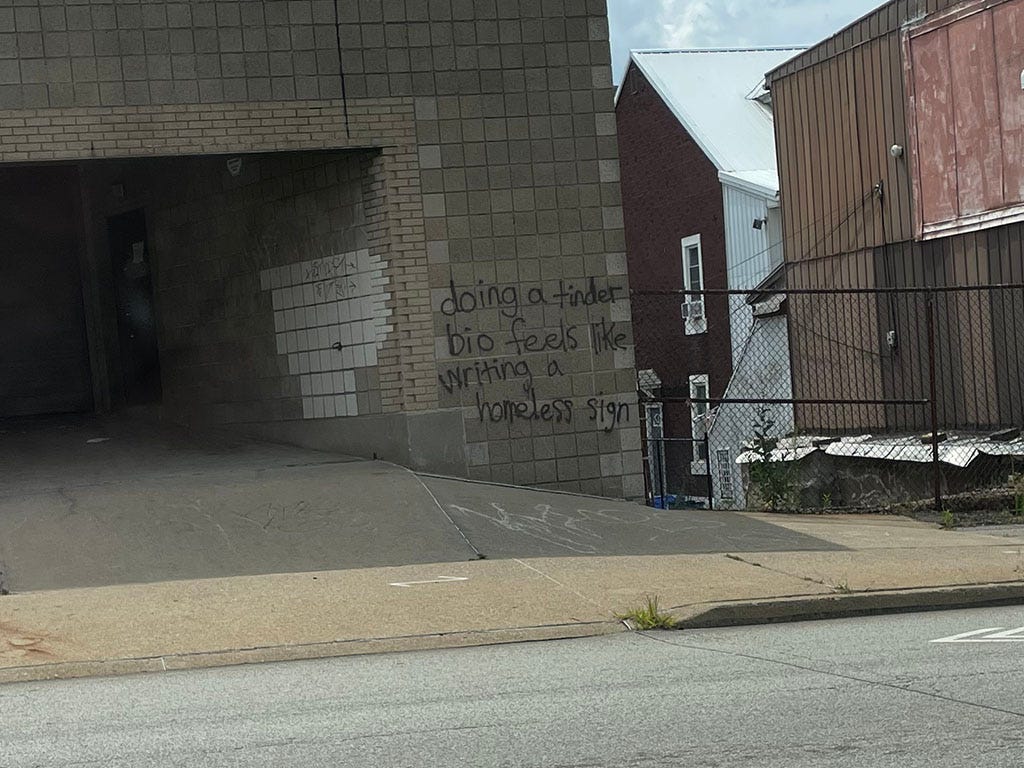 doing a tinder
bio feels like
writing a
homeless sign